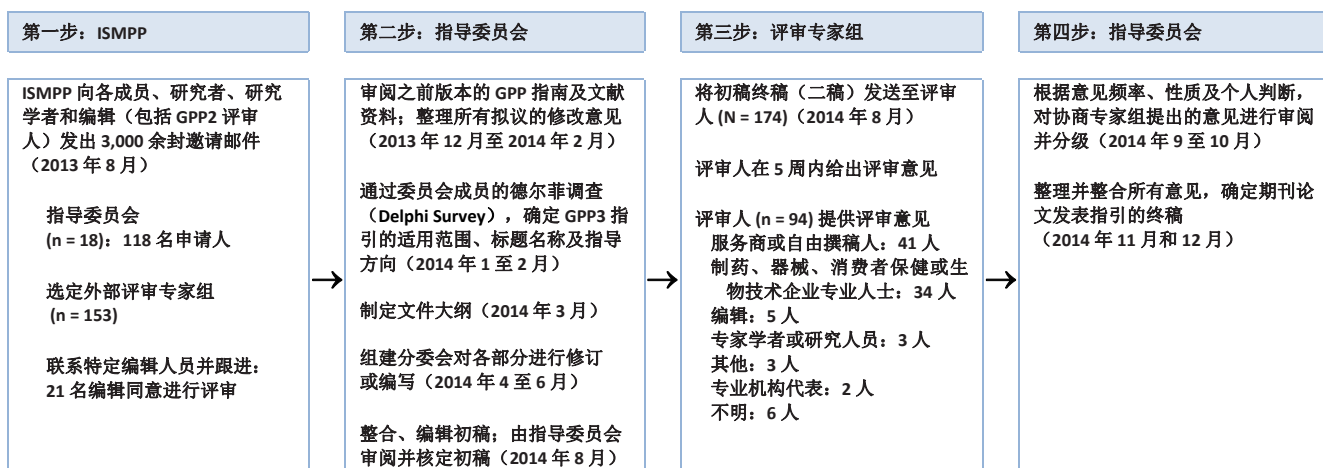 第一步：ISMPP
ISMPP 向各成员、研究者、研究
学者和编辑（包括 GPP2 评审
人）发出 3,000 余封邀请邮件
（2013 年 8 月）
指导委员会
(n = 18)：118 名申请人
选定外部评审专家组
(n = 153)
联系特定编辑人员并跟进：
21 名编辑同意进行评审
第二步：指导委员会
审阅之前版本的 GPP 指南及文献
资料；整理所有拟议的修改意见
（2013 年 12 月至 2014 年 2 月）
通过委员会成员的德尔菲调查
（Delphi Survey），确定 GPP3 指
引的适用范围、标题名称及指导
方向（2014 年 1 至 2 月）
制定文件大纲（2014 年 3 月）
组建分委会对各部分进行修订
或编写（2014 年 4 至 6 月）
整合、编辑初稿；由指导委员会
审阅并核定初稿（2014 年 8 月）
第三步：评审专家组
将初稿终稿（二稿）发送至评审
人 (N = 174)（2014 年 8 月）
评审人在 5 周内给出评审意见
评审人 (n = 94) 提供评审意见
服务商或自由撰稿人：41 人
制药、器械、消费者保健或生
物技术企业专业人士：34 人
编辑：5 人
专家学者或研究人员：3 人
其他：3 人
专业机构代表：2 人
不明：6 人
第四步：指导委员会
根据意见频率、性质及个人判断，
对协商专家组提出的意见进行审阅
并分级（2014 年 9 至 10 月）
整理并整合所有意见，确定期刊论
文发表指引的终稿
（2014 年 11 月和 12 月）